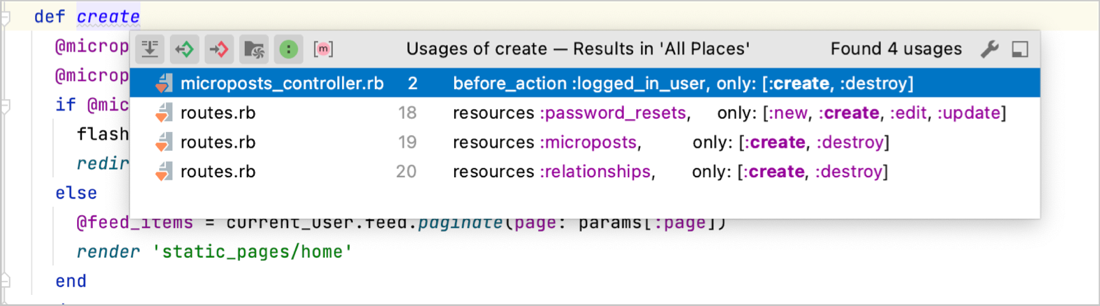 def create
@microp
Usages of create — Results in 'All Places' Found 4 usages
@microp
microposts_controller.rb 2 before_action :logged_in_user, only: [:create, :destroy]
if @mic
routes.rb 18 resources :password_resets, only: [:new, :create, :edit, :update]
flash
routes.rb 19 resources :microposts, only: [:create, :destroy]
redir
routes.rb 20 resources :relationships, only: [:create, :destroy]
else
@feed_items = current_user.feed.paginate(page: params[:page])
render 'static_pages/home'
end